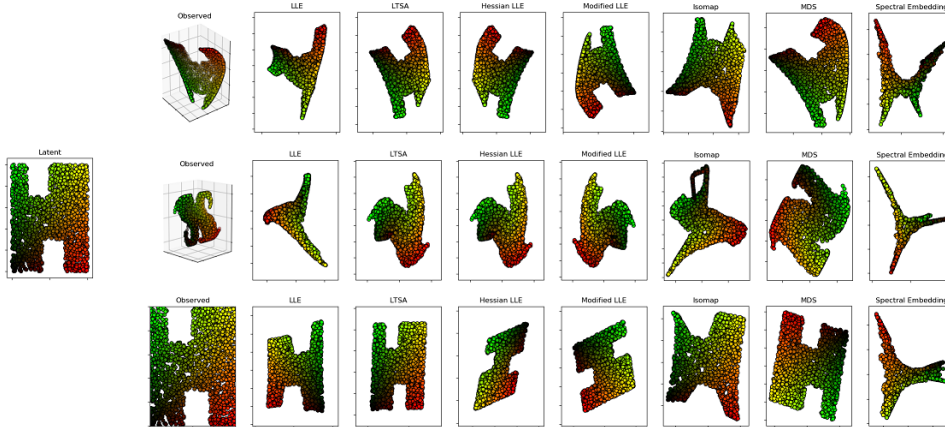 Observed
LLE
LTSA
Hessian LLE
Modified LLE
Isomap
MDS
Spectral Embedding
Latent
Observed
LLE
LTSA
Hessian LLE
Modified LLE
Isomap
MDS
Spectral Embedding
Observed
LLE
LTSA
Hessian LLE
Modified LLE
Isomap
MDS
Spectral Embedding